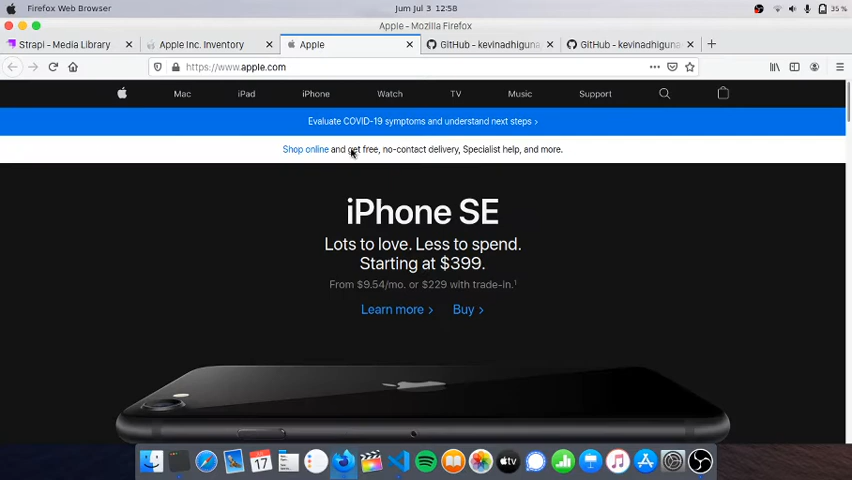 Firefox Web Browser
Jum Jul 3 12:58
35 %
Apple - Mozilla Firefox
Strapi - Media Library
Apple Inc. Inventory
Apple
GitHub - kevinadhiguna
GitHub - kevinadhiguna
https://www.apple.com
Mac
iPad
iPhone
Watch
TV
Music
Support
Evaluate COVID-19 symptoms and understand next steps >
Shop online and get free, no-contact delivery, Specialist help, and more.
iPhone SE
Lots to love. Less to spend.
Starting at $399.
From $9.54/mo. or $229 with trade-in.¹
Learn more >
Buy >
17
tv